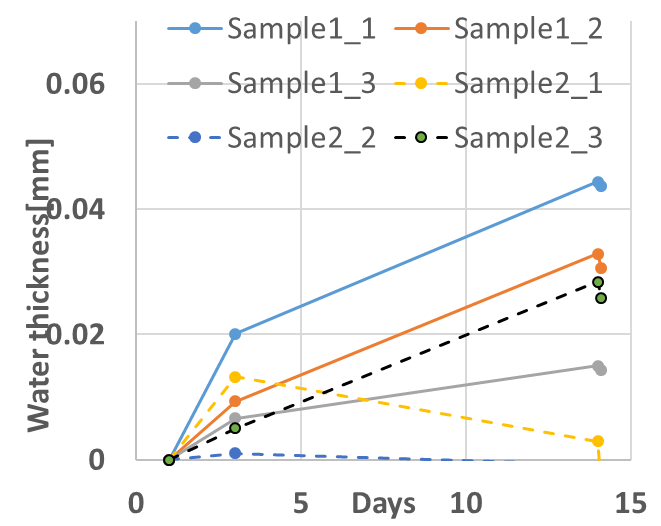 Sample1_1 Sample1_2
0.06
Sample1_3 Sample2_1
Sample2_2 Sample2_3
Water thickness[mm]
0.04
0.02
0
0 5 Days 10 15